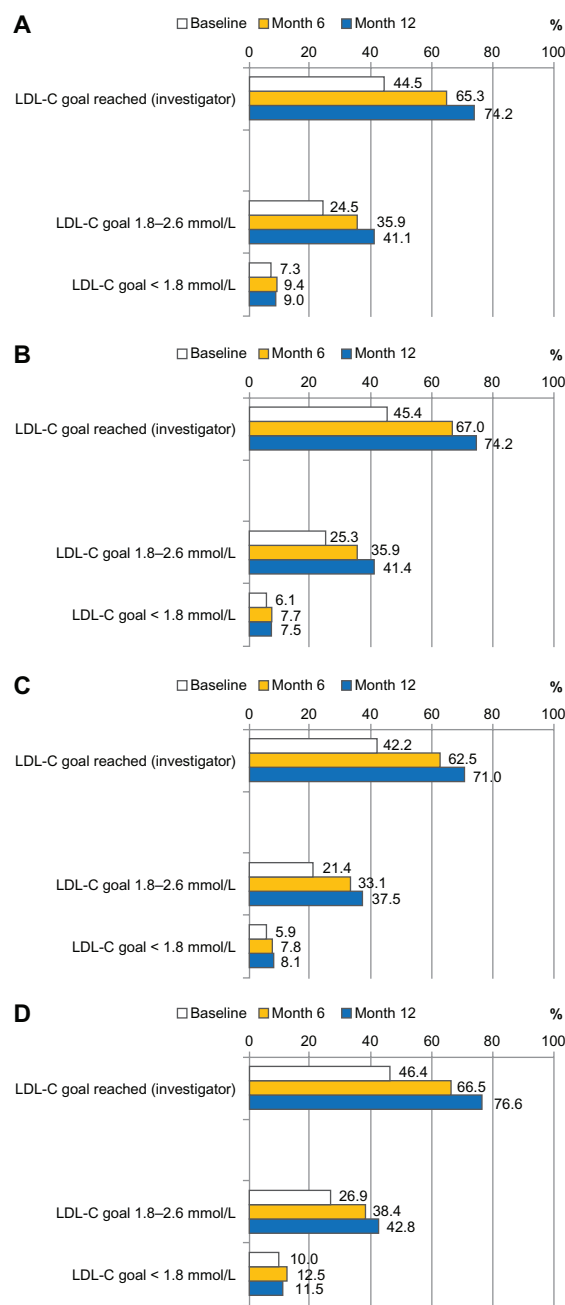 A
Baseline Month 6 Month 12 %
0 20 40 60 80 100
LDL-C goal reached (investigator)
44.5
65.3
74.2
LDL-C goal 1.8–2.6 mmol/L
24.5
35.9
41.1
LDL-C goal < 1.8 mmol/L
7.3
9.4
9.0
B
Baseline Month 6 Month 12 %
0 20 40 60 80 100
LDL-C goal reached (investigator)
45.4
67.0
74.2
LDL-C goal 1.8–2.6 mmol/L
25.3
35.9
41.4
LDL-C goal < 1.8 mmol/L
6.1
7.7
7.5
C
Baseline Month 6 Month 12 %
0 20 40 60 80 100
LDL-C goal reached (investigator)
42.2
62.5
71.0
LDL-C goal 1.8–2.6 mmol/L
21.4
33.1
37.5
LDL-C goal < 1.8 mmol/L
5.9
7.8
8.1
D
Baseline Month 6 Month 12 %
0 20 40 60 80 100
LDL-C goal reached (investigator)
46.4
66.5
76.6
LDL-C goal 1.8–2.6 mmol/L
26.9
38.4
42.8
LDL-C goal < 1.8 mmol/L
10.0
12.5
11.5